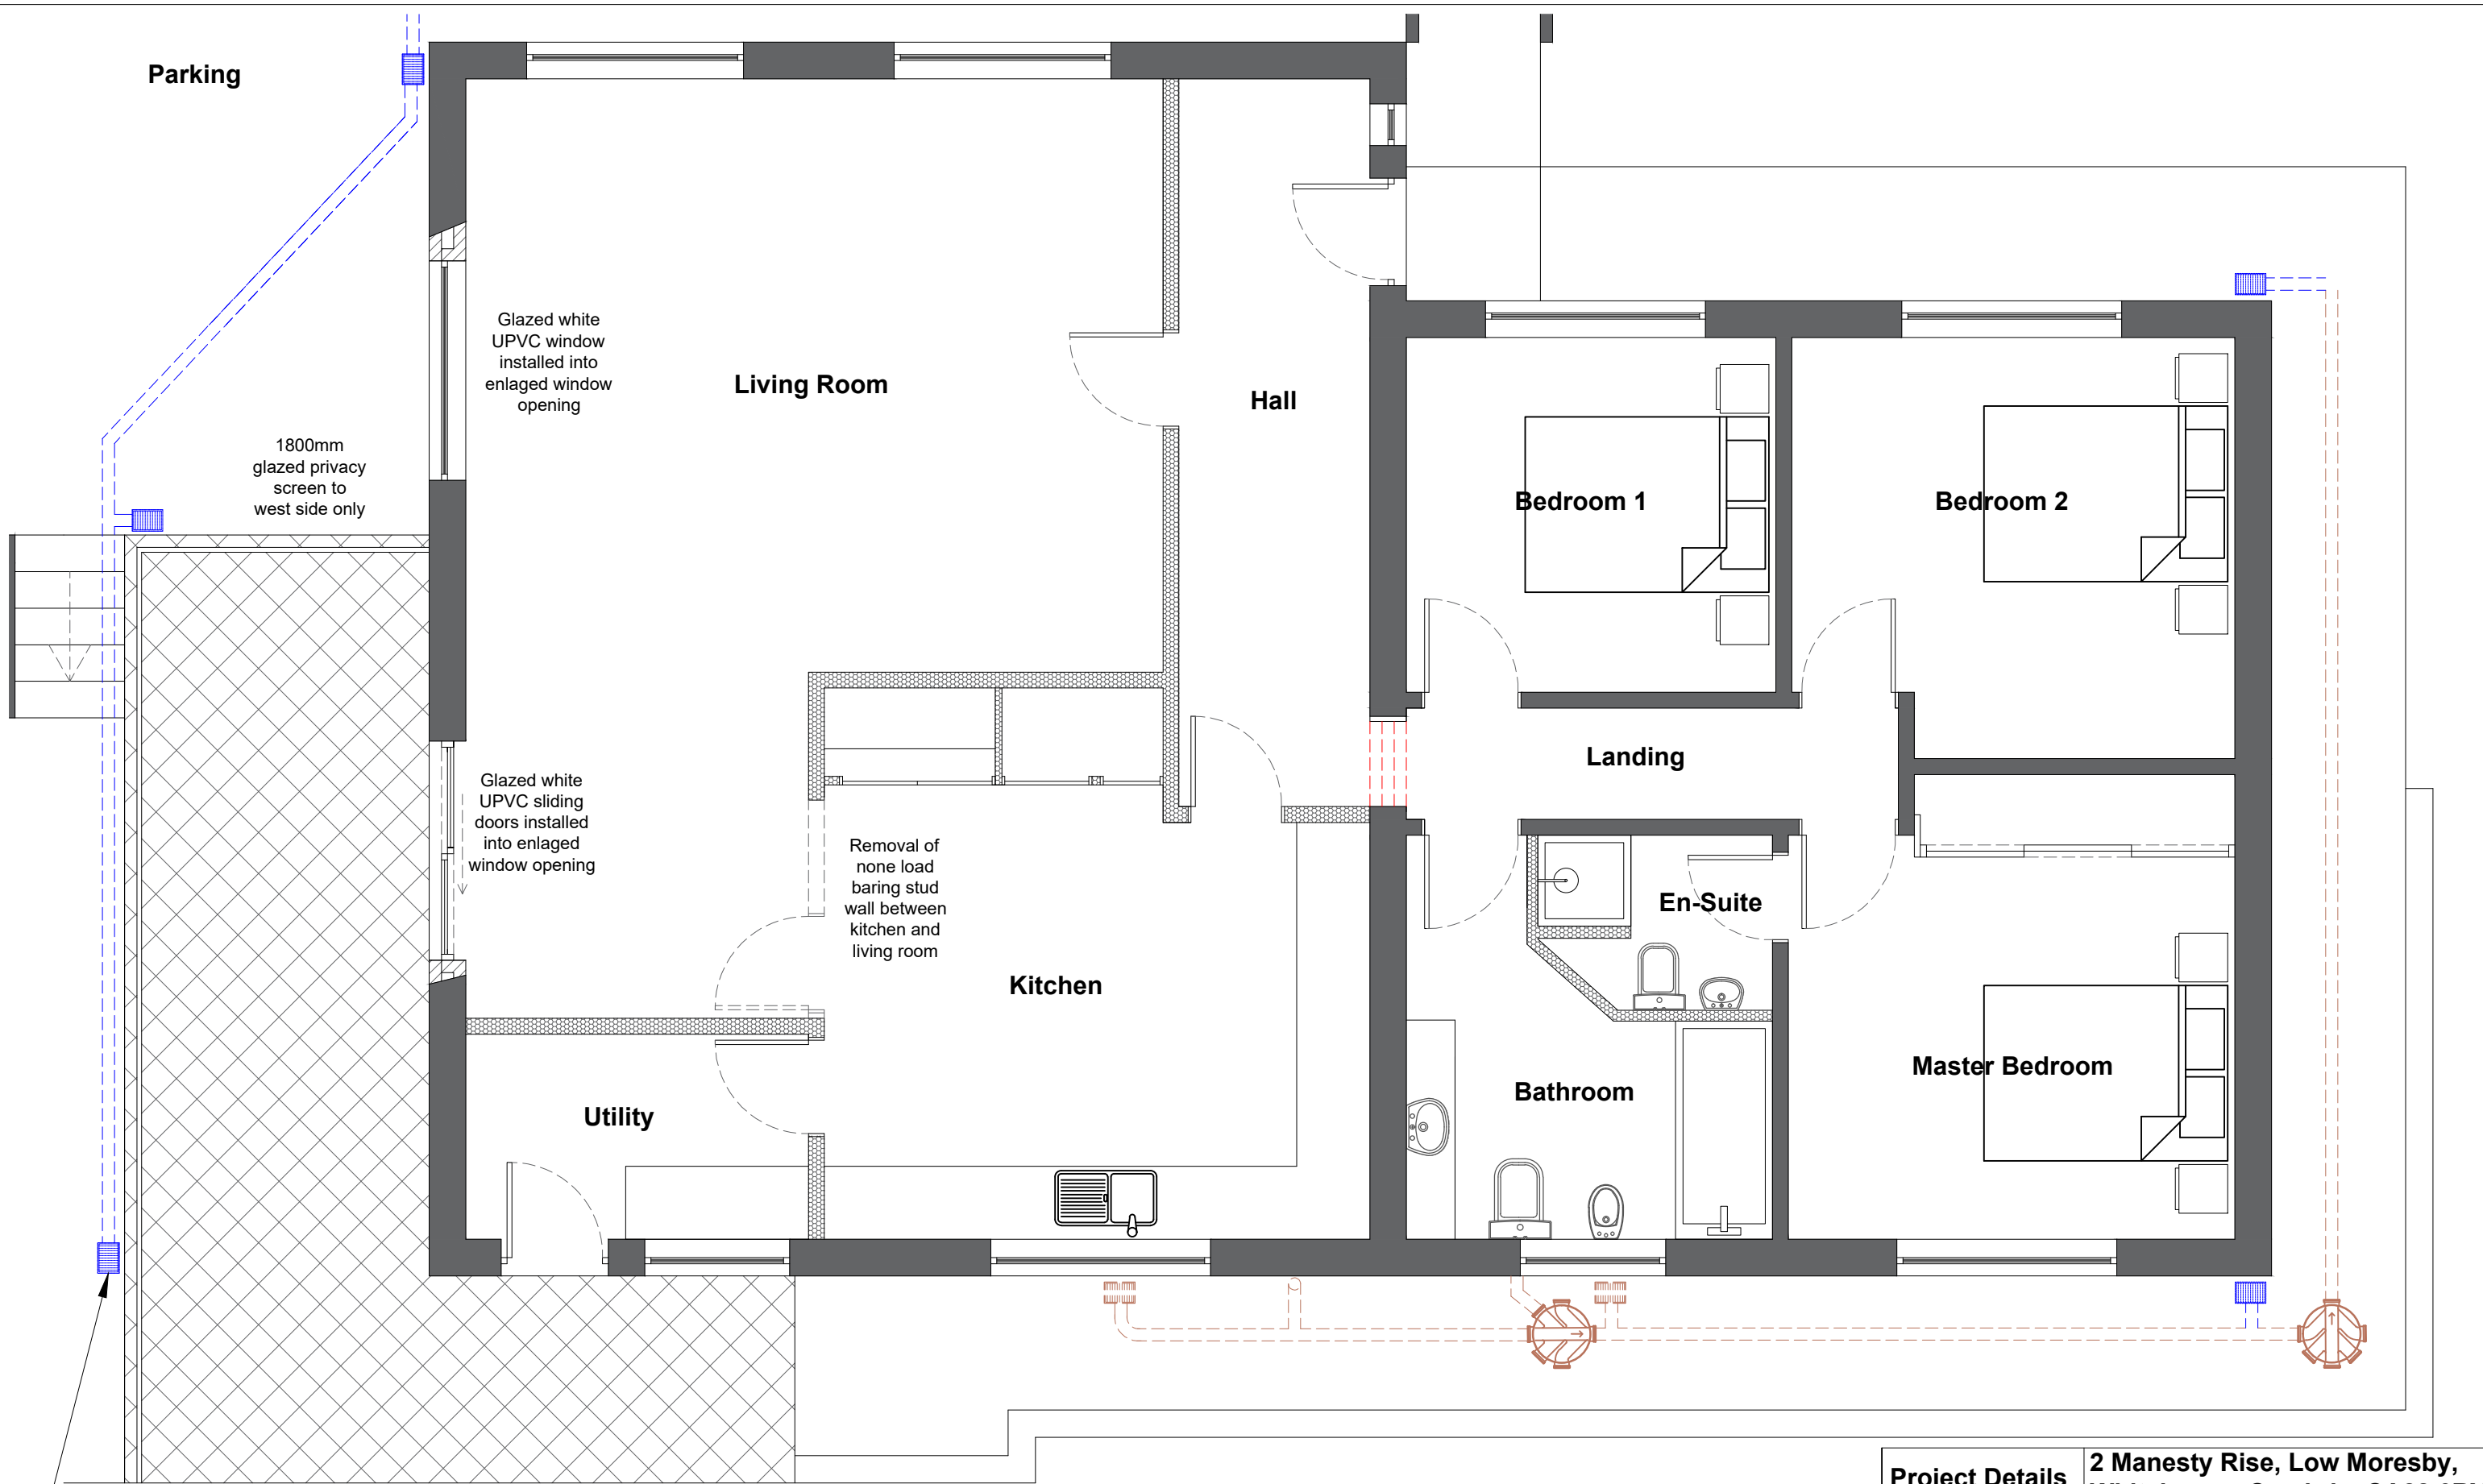 Parking
Glazed white
UPVC window
installed into
enlaged window
opening
Living Room
Hall
1800mm
glazed privacy
screen to
west side only
Bedroom 1
Bedroom 2
Landing
Glazed white
UPVC sliding
doors installed
into enlaged
window opening
Removal of
none load
baring stud
wall between
kitchen and
living room
En-Suite
Kitchen
Master Bedroom
Bathroom
Utility
Project Details
2 Manesty Rise, Low Moresby,